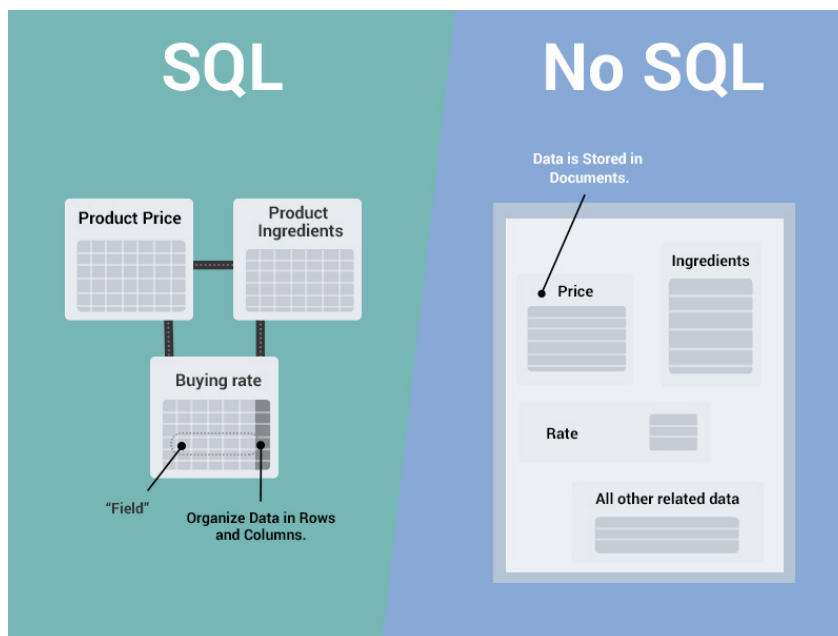 SQL
No SQL
Data is Stored in
Documents.
Product Price
Product
Ingredients
Buying rate
“Field”
Organize Data in Rows
and Columns.
Ingredients
Price
Rate
All other related data